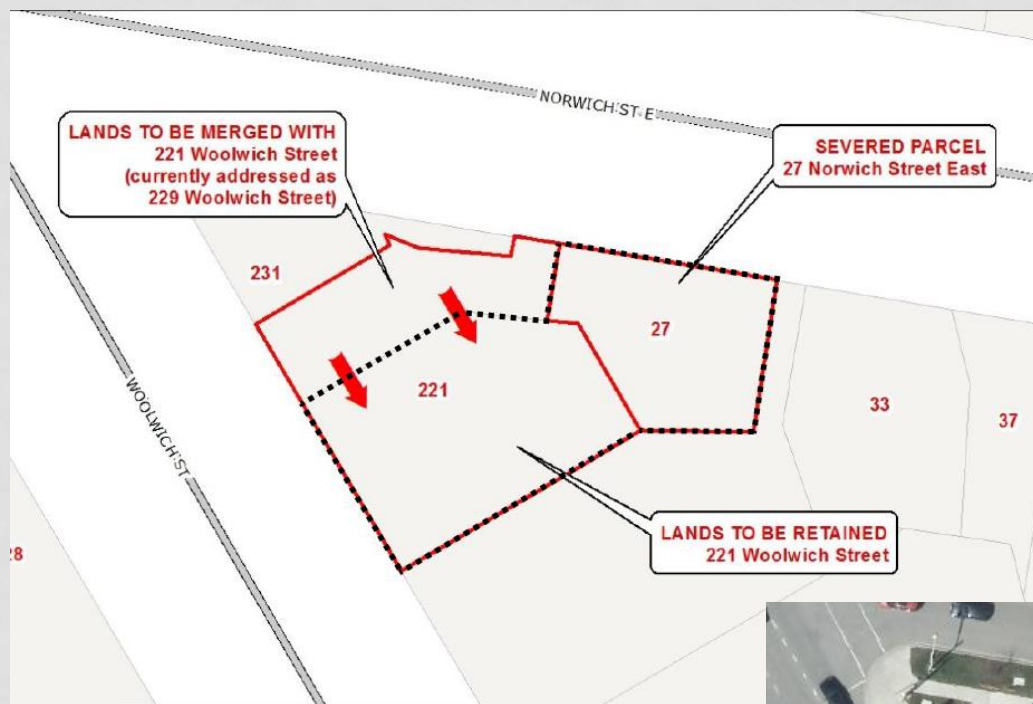 NORWICH ST E
LANDS TO BE MERGED WITH
221 Woolwich Street
(currently addressed as
229 Woolwich Street)
SEVERED PARCEL
27 Norwich Street East
231
27
221
33
37
WOOLWICH ST
LANDS TO BE RETAINED
221 Woolwich Street
28